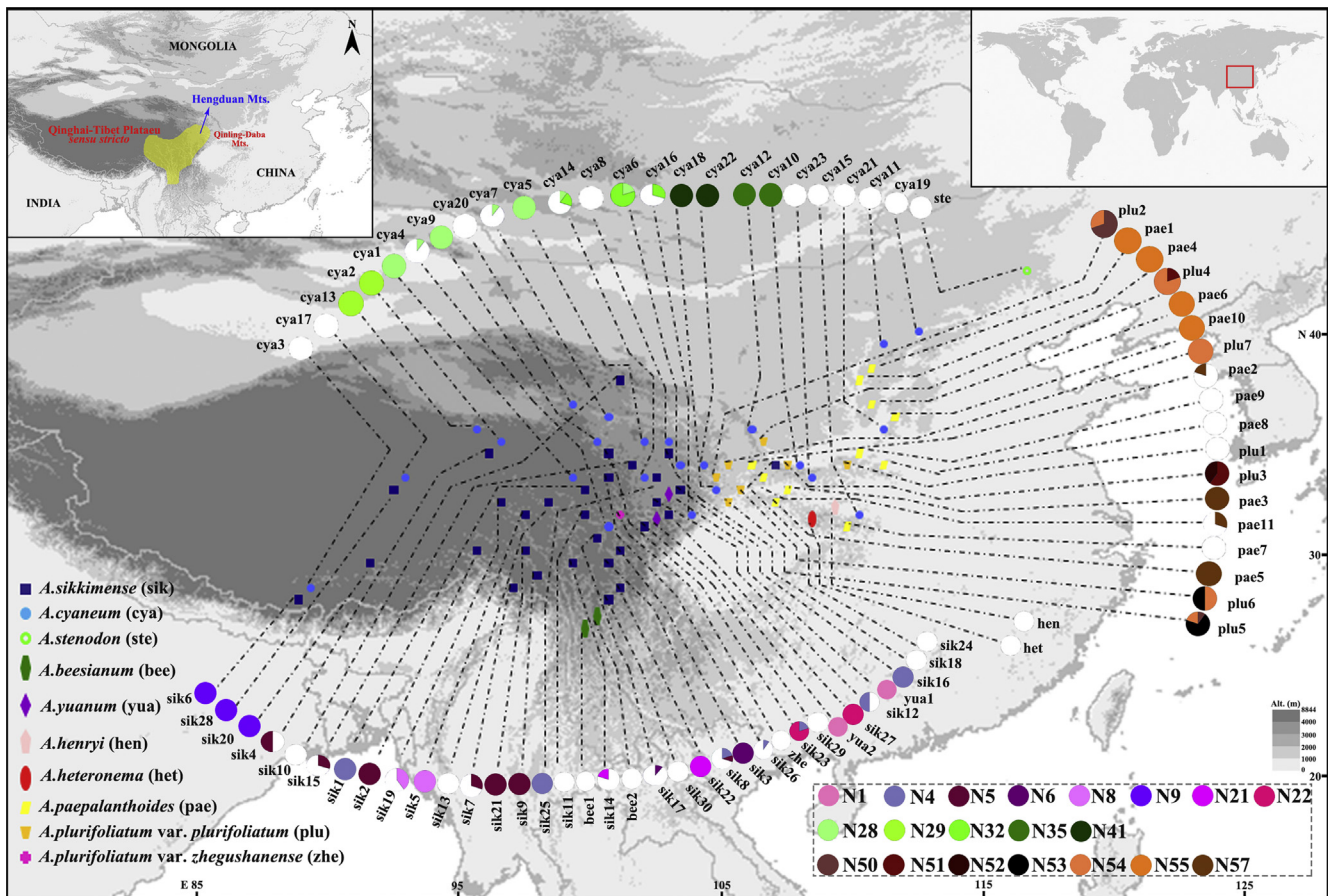 MONGOLIA
N
Hengduan Mts.
Qinghai-Tibet Plataeu
sensu stricto
Qinling-Daba
Mts.
CHINA
INDIA
cya3
cya17
cya13
cya2
cya1
cya4
cya9
cya20
cya7
cya5
cya14
cya8
cya6
cya16
cya18
cya22
cya12
cya10
cya23
cya15
cya21
cya11
cya19
ste
plu2
pae1
pae4
plu4
pae6
pae10
plu7
pae2
pae9
pae8
plu1
plu3
pae3
pae11
pae7
pae5
plu6
plu5
N 40
N 30
A.sikkimense (sik)
A.cyaneum (cya)
A.stenodon (ste)
A.beesianum (bee)
A.yuanum (yua)
A.henryi (hen)
A.heteronema (het)
A.paepalanthoides (pae)
A.plurifoliatum var. plurifoliatum (plu)
A.plurifoliatum var. zhegushanense (zhe)
sik6
sik28
sik20
sik4
sik10
sik15
sik1
sik2
sik19
sik5
sik13
sik7
sik21
sik9
sik25
sik11
bee1
sik14
bee2
sik17
sik30
sik22
sik8
sik3
sik26
zhe
sik23
sik29
yua2
sik27
sik12
yua1
sik16
sik18
sik24
het
hen
Alt. (m)
8844
6000
4000
3000
2000
1000
0
N1 N4 N5 N6 N8 N9 N21 N22
N28 N29 N32 N35 N41
N50 N51 N52 N53 N54 N55 N57
E 85
95
105
115
125